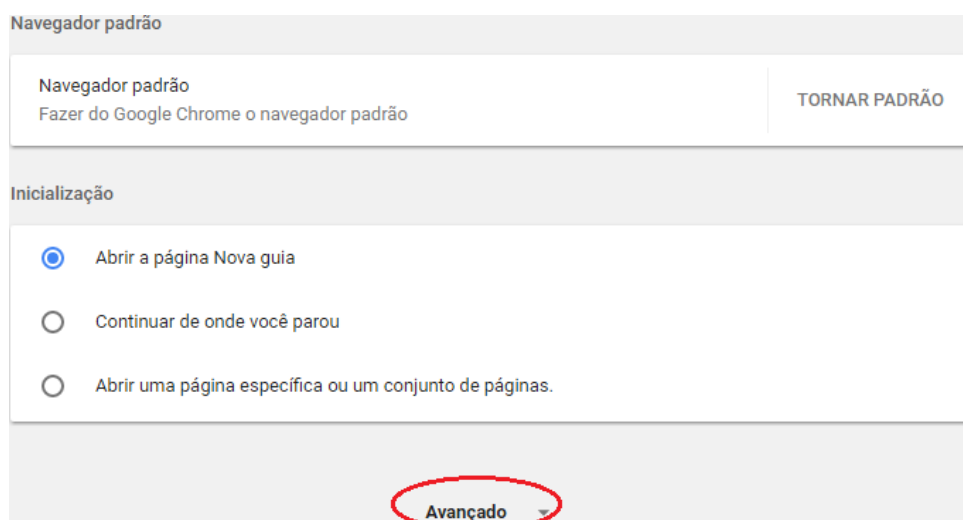 Navegador padrão
Navegador padrão
Fazer do Google Chrome o navegador padrão
TORNAR PADRÃO
Inicialização
Abrir a página Nova guia
Continuar de onde você parou
Abrir uma página específica ou um conjunto de páginas.
Avançado